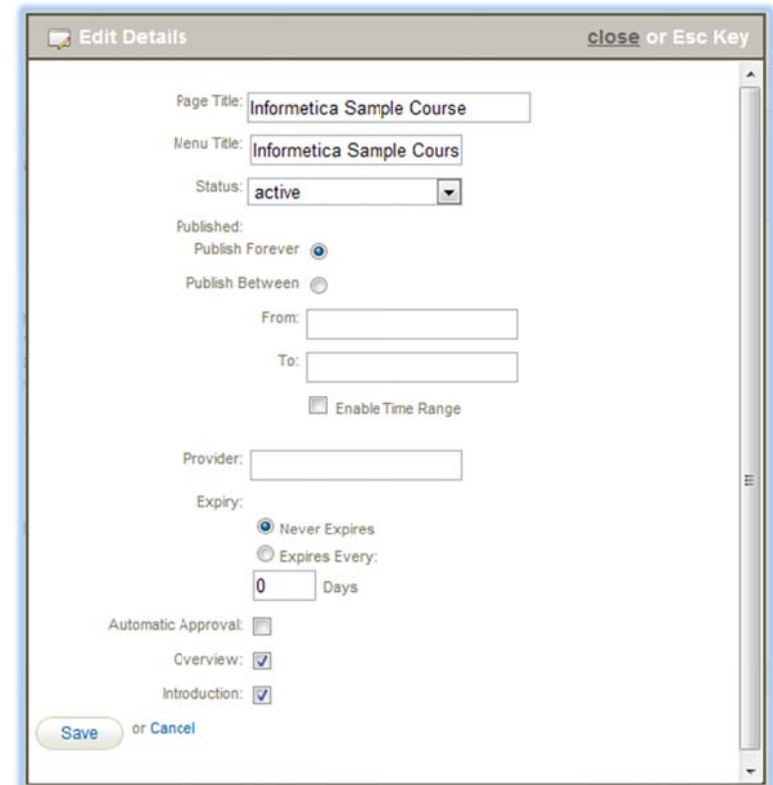 Edit Details close or Esc Key
Page Title: Informetica Sample Course
Menu Title: Informetica Sample Cours
Status: active
Published:
Publish Forever
Publish Between
From:
To:
Enable Time Range
Provider:
Expiry:
Never Expires
Expires Every:
0 Days
Automatic Approval:
Overview:
Introduction:
Save or Cancel